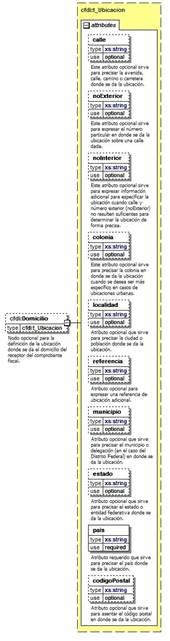 cfdi:t_Ubicacion
attributes
calle
type xs:string
use optional
Este atributo opcional sirve
para precisar la avenida,
calle, camino o carretera
donde se da la ubicación.
noExterior
type xs:string
use optional
Este atributo opcional sirve
para expresar el número
particular en donde se da la
ubicación sobre una calle
dada.
noInterior
type xs:string
use optional
Este atributo opcional sirve
para expresar información
adicional para especificar la
ubicación cuando calle y
número exterior (noExterior)
no resulten suficientes para
determinar la ubicación de
forma precisa.
colonia
type xs:string
use optional
Este atributo opcional sirve
para precisar la colonia en
donde se da la ubicación
cuando se desea ser más
específico en casos de
ubicaciones urbanas.
localidad
type xs:string
use optional
Atributo opcional que sirve
para precisar la ciudad o
población donde se da la
ubicación.
cfdi:Domicilio
type cfdi:t_Ubicacion
Nodo opcional para la
definición de la ubicación
donde se da el domicilio del
receptor del comprobante
fiscal.
referencia
type xs:string
use optional
Atributo opcional para
expresar una referencia de
ubicación adicional.
municipio
type xs:string
use optional
Atributo opcional que sirve
para precisar el municipio o
delegación (en el caso del
Distrito Federal) en donde se
da la ubicación.
estado
type xs:string
use optional
Atributo opcional que sirve
para precisar el estado o
entidad federativa donde se
da la ubicación.
pais
type xs:string
use required
Atributo requerido que sirve
para precisar el país donde
se da la ubicación.
codigoPostal
type xs:string
use optional
Atributo opcional que sirve
para asentar el código postal
en donde se da la ubicación.